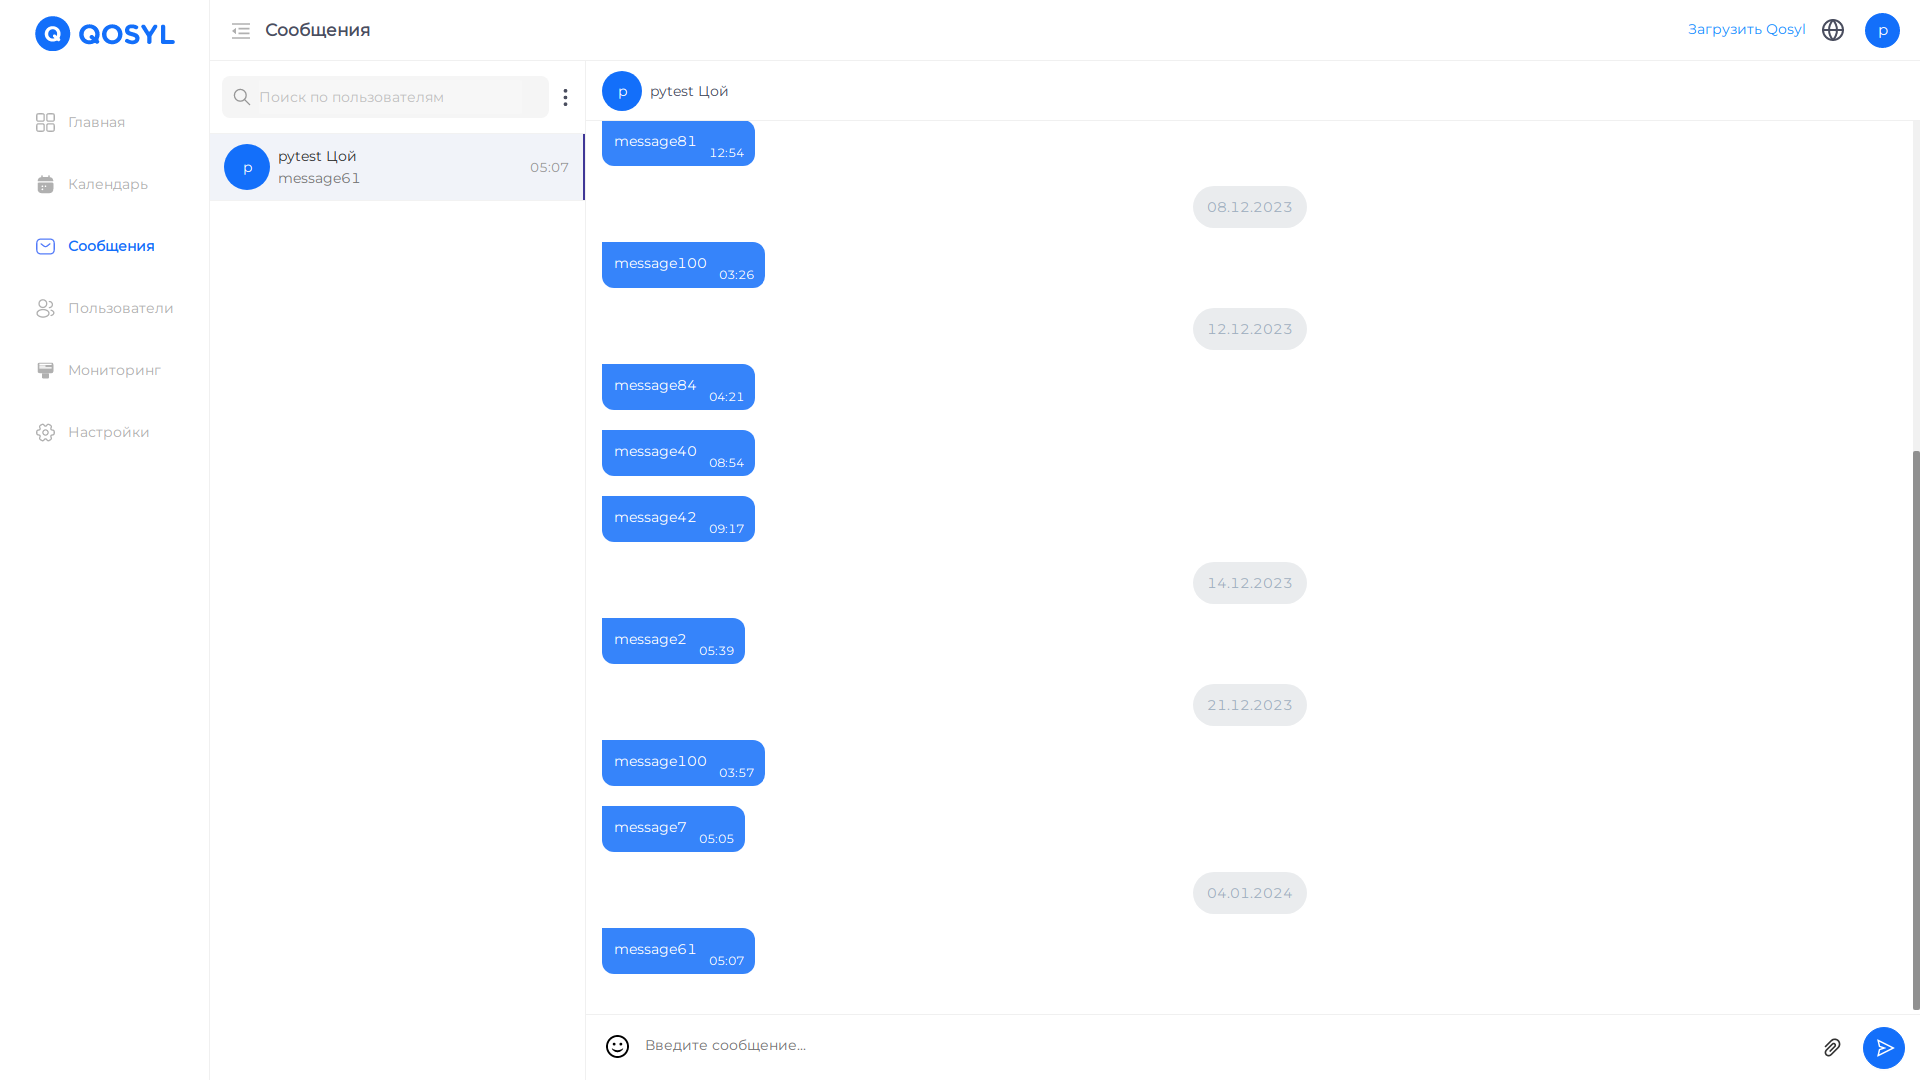 QOSYL
Главная
Календарь
Сообщения
Пользователи
Мониторинг
Настройки
Сообщения
Загрузить Qosyl
p
Поиск по пользователям
p
pytest Цой
message61
05:07
p
pytest Цой
message81
12:54
08.12.2023
message100
03:26
12.12.2023
message84
04:21
message40
08:54
message42
09:17
14.12.2023
message2
05:39
21.12.2023
message100
03:57
message7
05:05
04.01.2024
message61
05:07
Введите сообщение...